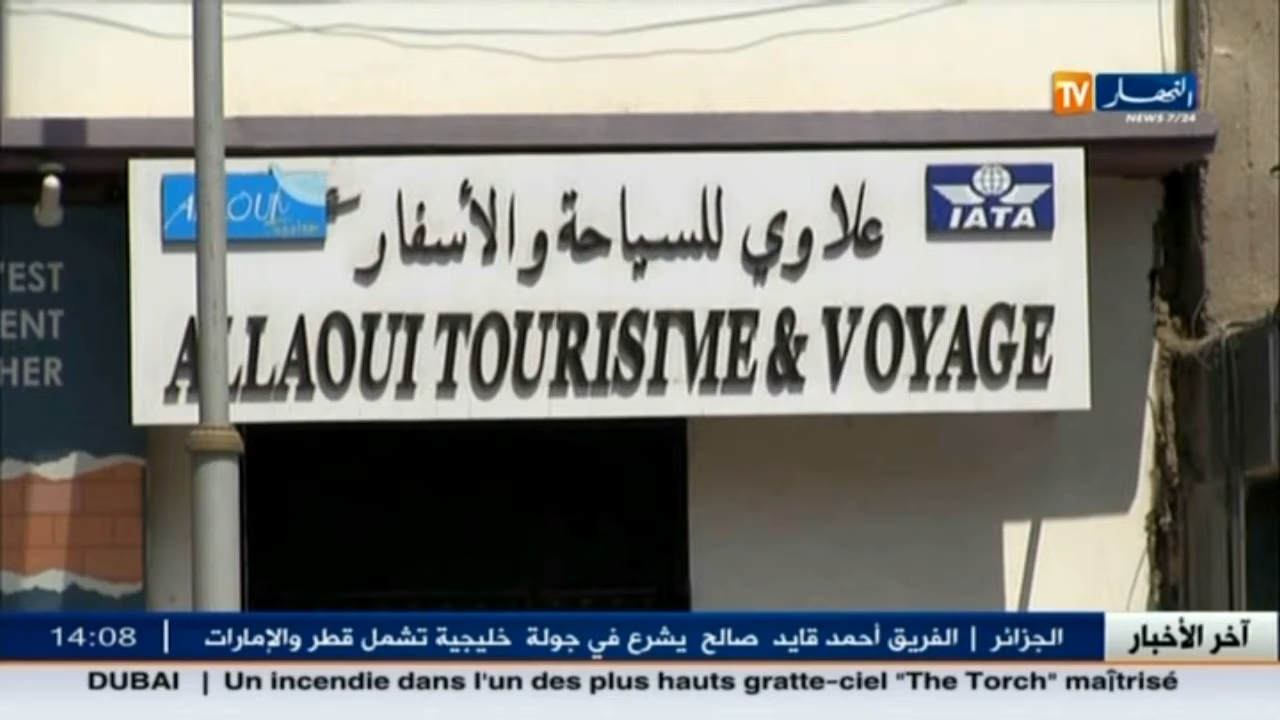 TV النهار
NEWS 7/24
IATA
علاوي للسياحة والأسفار
ALLAOUI TOURISME & VOYAGE
'EST
ENT
HER
آخر الأخبار
الجزائر | الفريق أحمد قايد صالح يشرع في جولة خليجية تشمل قطر والإمارات
14:08
DUBAI | Un incendie dans l'un des plus hauts gratte-ciel "The Torch" maîtrisé